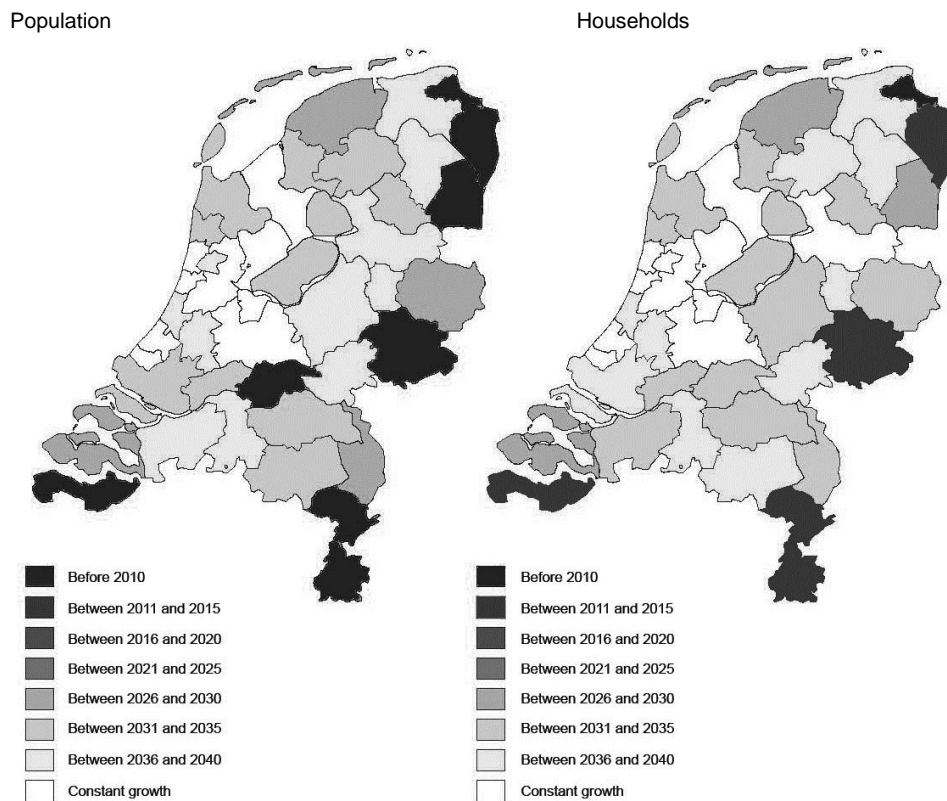 Population
Households
Before 2010
Between 2011 and 2015
Between 2016 and 2020
Between 2021 and 2025
Between 2026 and 2030
Between 2031 and 2035
Between 2036 and 2040
Constant growth
Before 2010
Between 2011 and 2015
Between 2016 and 2020
Between 2021 and 2025
Between 2026 and 2030
Between 2031 and 2035
Between 2036 and 2040
Constant growth